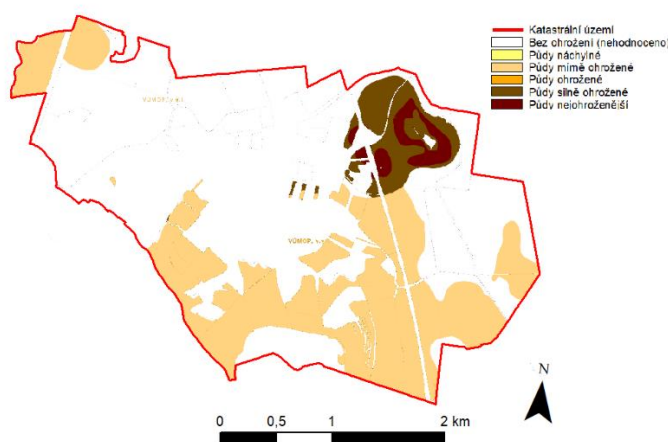 Katastrální území
Bez ohrožení (nehodnoceno)
Půdy náchylné
Půdy mírně ohrožené
Půdy ohrožené
Půdy silně ohrožené
Půdy nejohroženější
N
0 0,5 1 2 km